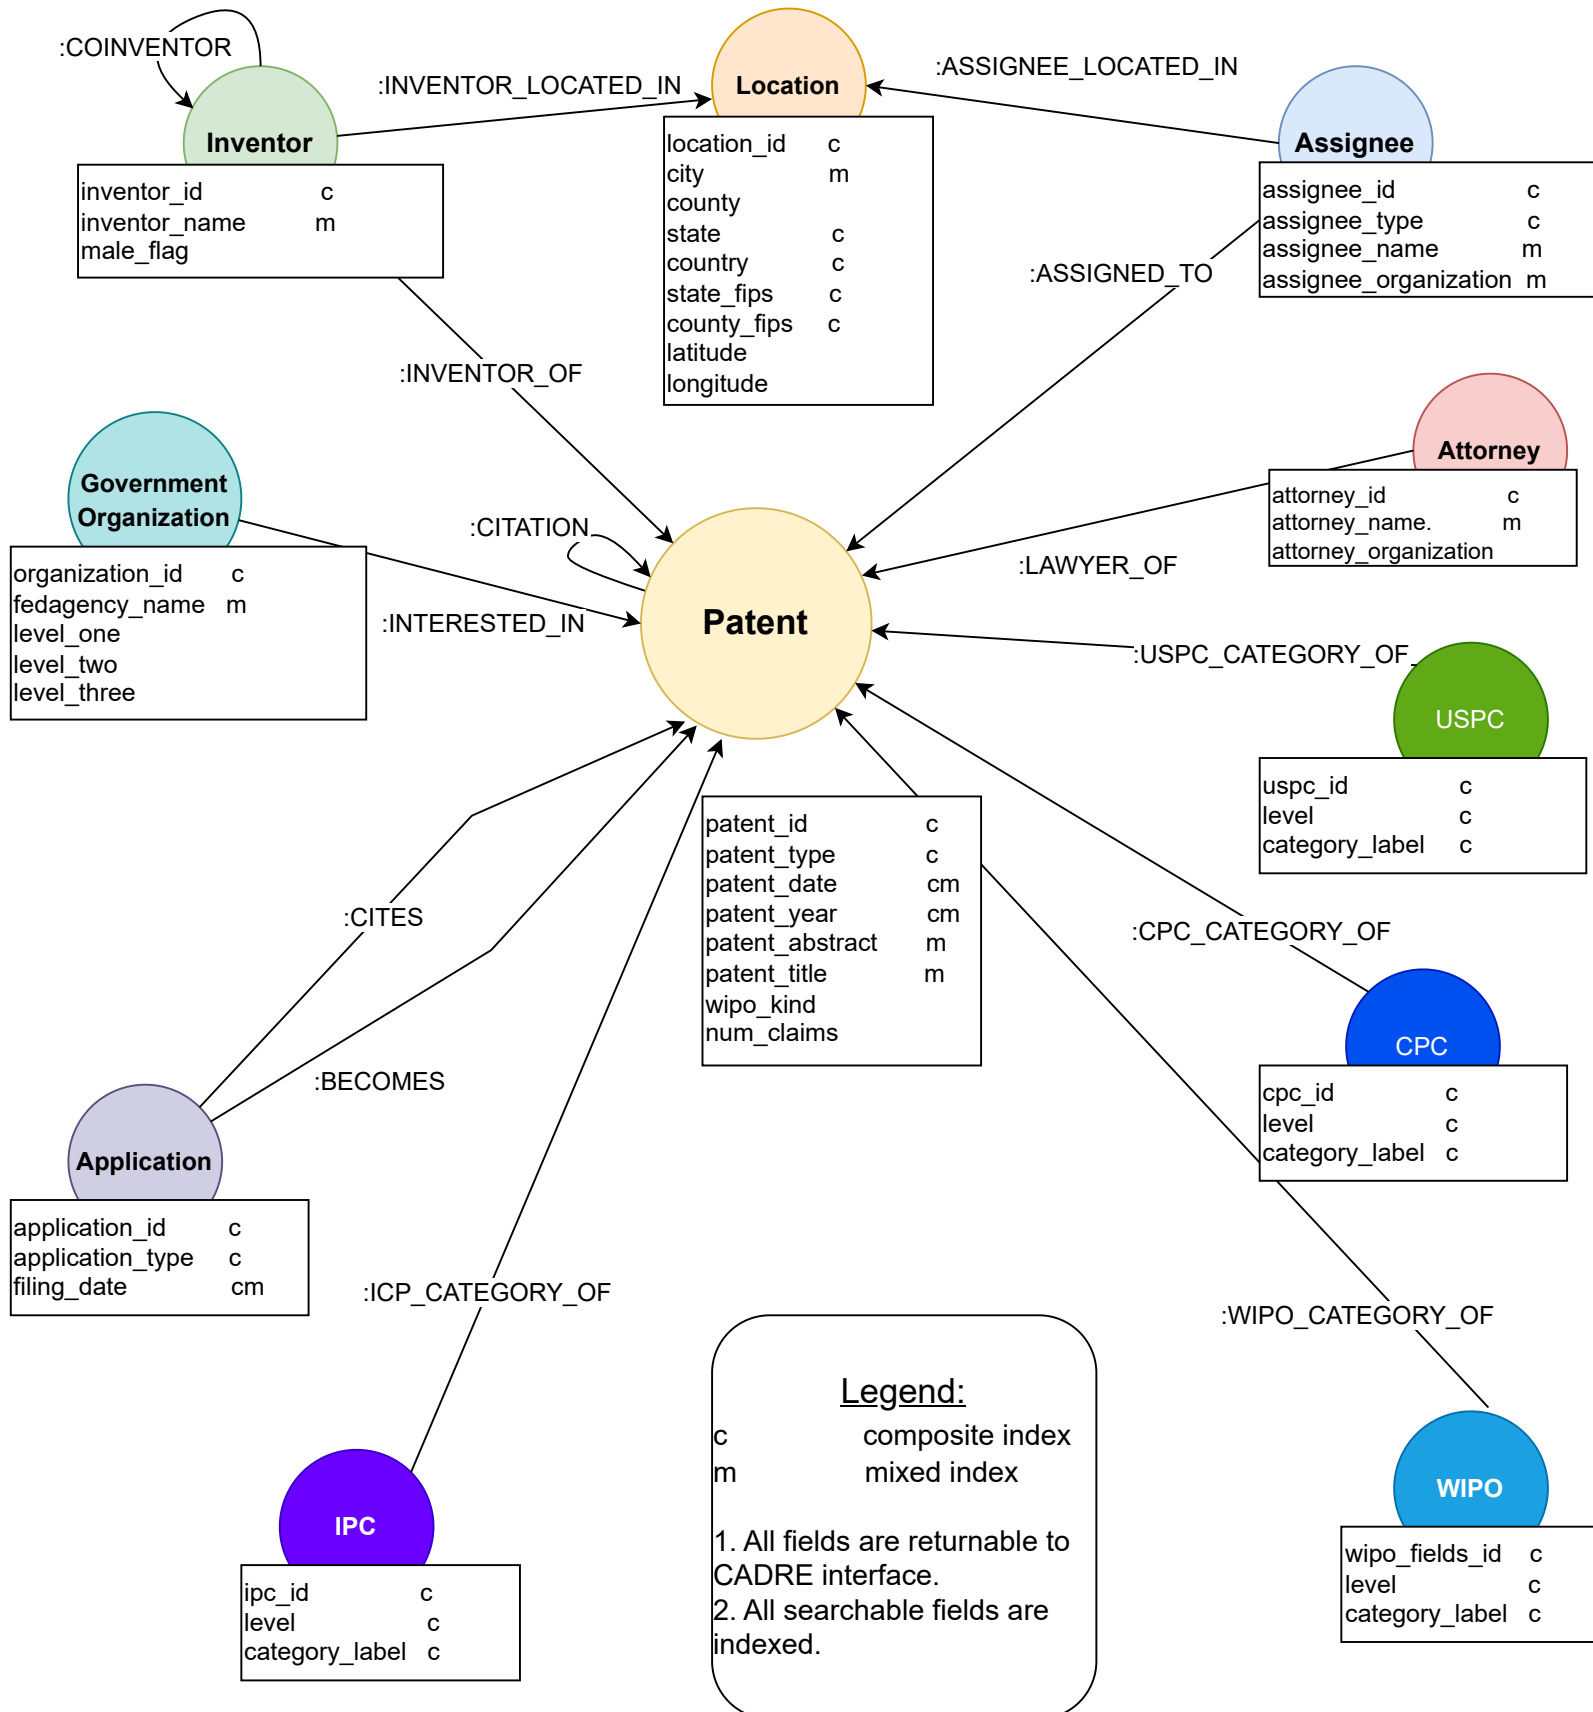 :COINVENTOR
:INVENTOR_LOCATED_IN
:ASSIGNEE_LOCATED_IN
Inventor
inventor_id c
inventor_name m
male_flag
Location
location_id c
city m
county
state c
country c
state_fips c
county_fips c
latitude
longitude
Assignee
assignee_id c
assignee_type c
assignee_name m
assignee_organization m
:ASSIGNED_TO
:INVENTOR_OF
Government
Organization
organization_id c
fedagency_name m
level_one
level_two
level_three
:CITATION
:INTERESTED_IN
Patent
Attorney
attorney_id c
attorney_name. m
attorney_organization
:LAWYER_OF
:USPC_CATEGORY_OF
USPC
uspc_id c
level c
category_label c
patent_id c
patent_type c
patent_date cm
patent_year cm
patent_abstract m
patent_title m
wipo_kind
num_claims
:CITES
:BECOMES
:CPC_CATEGORY_OF
CPC
cpc_id c
level c
category_label c
Application
application_id c
application_type c
filing_date cm
:ICP_CATEGORY_OF
:WIPO_CATEGORY_OF
IPC
ipc_id c
level c
category_label c
Legend:
c composite index
m mixed index
1. All fields are returnable to
CADRE interface.
2. All searchable fields are
indexed.
WIPO
wipo_fields_id c
level c
category_label c